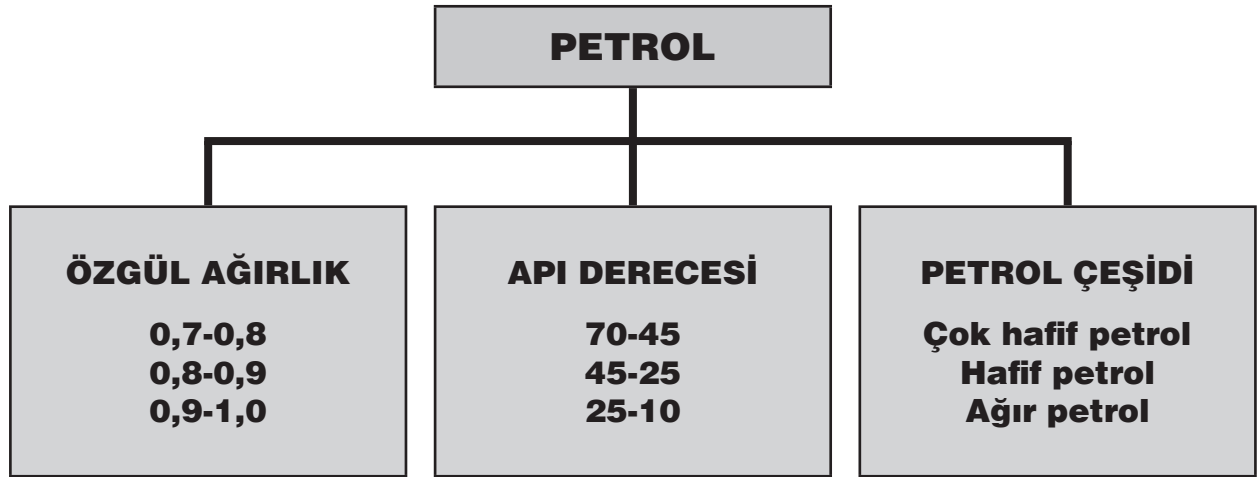 PETROL
ÖZGÜL AĞIRLIK
0,7-0,8
0,8-0,9
0,9-1,0
API DERECESİ
70-45
45-25
25-10
PETROL ÇEŞİDİ
Çok hafif petrol
Hafif petrol
Ağır petrol